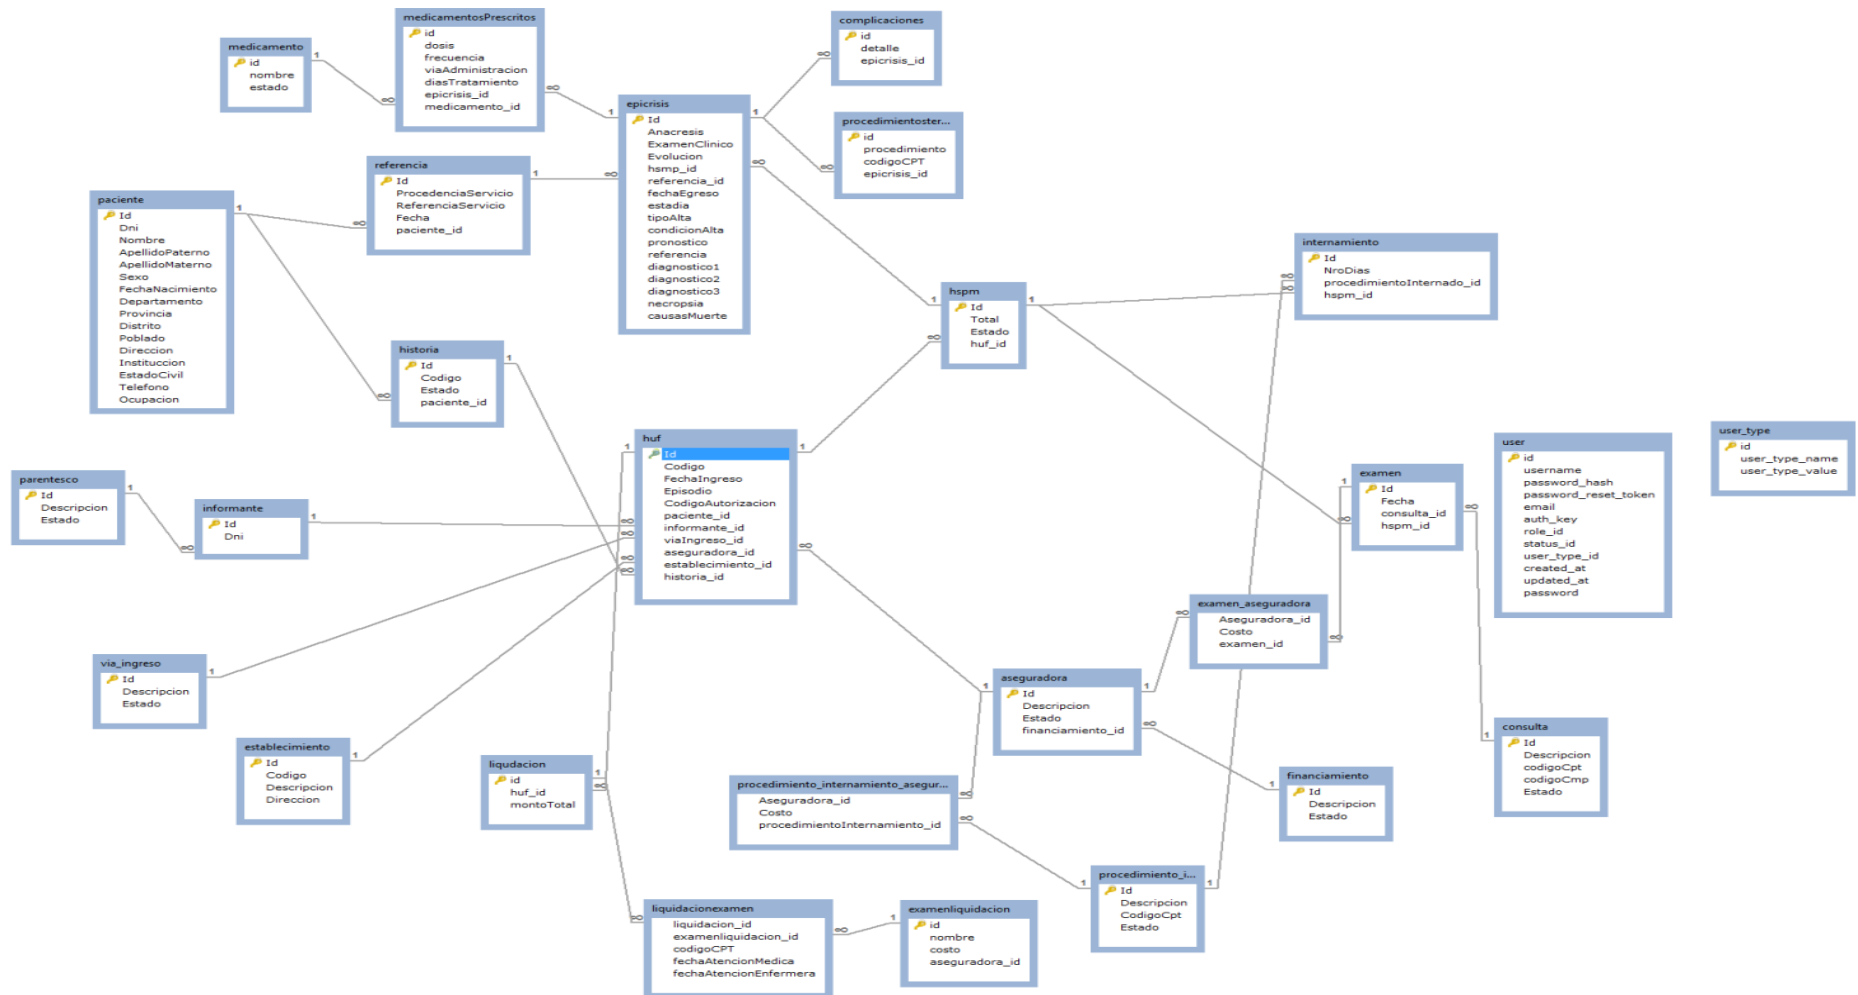 medicamentosPrescritos
id
dosis
frecuencia
viaAdministracion
diasTratamiento
epicrisis_id
medicamento_id
medicamento
id
nombre
estado
complicaciones
id
detalle
epicrisis_id
epicrisis
Id
Anacresis
ExamenClinico
Evolucion
hsmp_id
referencia_id
fechaEgreso
estadia
tipoAlta
condicionAlta
pronostico
referencia
diagnostico1
diagnostico2
diagnostico3
necropsia
causasMuerte
procedimientoster...
id
procedimiento
codigoCPT
epicrisis_id
referencia
Id
ProcedenciaServicio
ReferenciaServicio
Fecha
paciente_id
paciente
Id
Dni
Nombre
ApellidoPaterno
ApellidoMaterno
Sexo
FechaNacimiento
Departamento
Provincia
Distrito
Poblado
Direccion
Instituccion
EstadoCivil
Telefono
Ocupacion
internamiento
Id
NroDias
procedimientoInternado_id
hspm_id
hspm
Id
Total
Estado
huf_id
historia
Id
Codigo
Estado
paciente_id
huf
Id
Codigo
FechaIngreso
Episodio
CodigoAutorizacion
paciente_id
informante_id
viaIngreso_id
aseguradora_id
establecimiento_id
historia_id
user_type
id
user_type_name
user_type_value
user
id
username
password_hash
password_reset_token
email
auth_key
role_id
status_id
user_type_id
created_at
updated_at
password
examen
Id
Fecha
consulta_id
hspm_id
parentesco
Id
Descripcion
Estado
informante
Id
Dni
examen_aseguradora
Aseguradora_id
Costo
examen_id
via_ingreso
Id
Descripcion
Estado
aseguradora
Id
Descripcion
Estado
financiamiento_id
consulta
Id
Descripcion
codigoCpt
codigoCmp
Estado
establecimiento
Id
Codigo
Descripcion
Direccion
liqudacion
id
huf_id
montoTotal
procedimiento_internamiento_asegur...
Aseguradora_id
Costo
procedimientoInternamiento_id
financiamiento
Id
Descripcion
Estado
procedimiento_i...
Id
Descripcion
CodigoCpt
Estado
liquidacionexamen
liquidacion_id
examenliquidacion_id
codigoCPT
fechaAtencionMedica
fechaAtencionEnfermera
examenliquidacion
id
nombre
costo
aseguradora_id